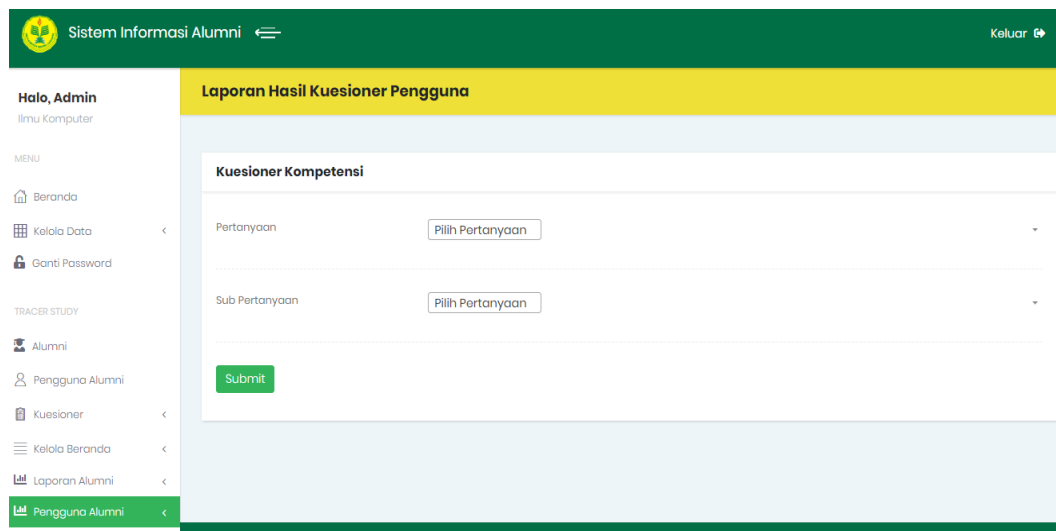 Sistem Informasi Alumni
Keluar
Halo, Admin
Ilmu Komputer
MENU
Beranda
Kelola Data
Ganti Password
TRACER STUDY
Alumni
Pengguna Alumni
Kuesioner
Kelola Beranda
Laporan Alumni
Pengguna Alumni
Laporan Hasil Kuesioner Pengguna
Kuesioner Kompetensi
Pertanyaan
Pilih Pertanyaan
Sub Pertanyaan
Pilih Pertanyaan
Submit